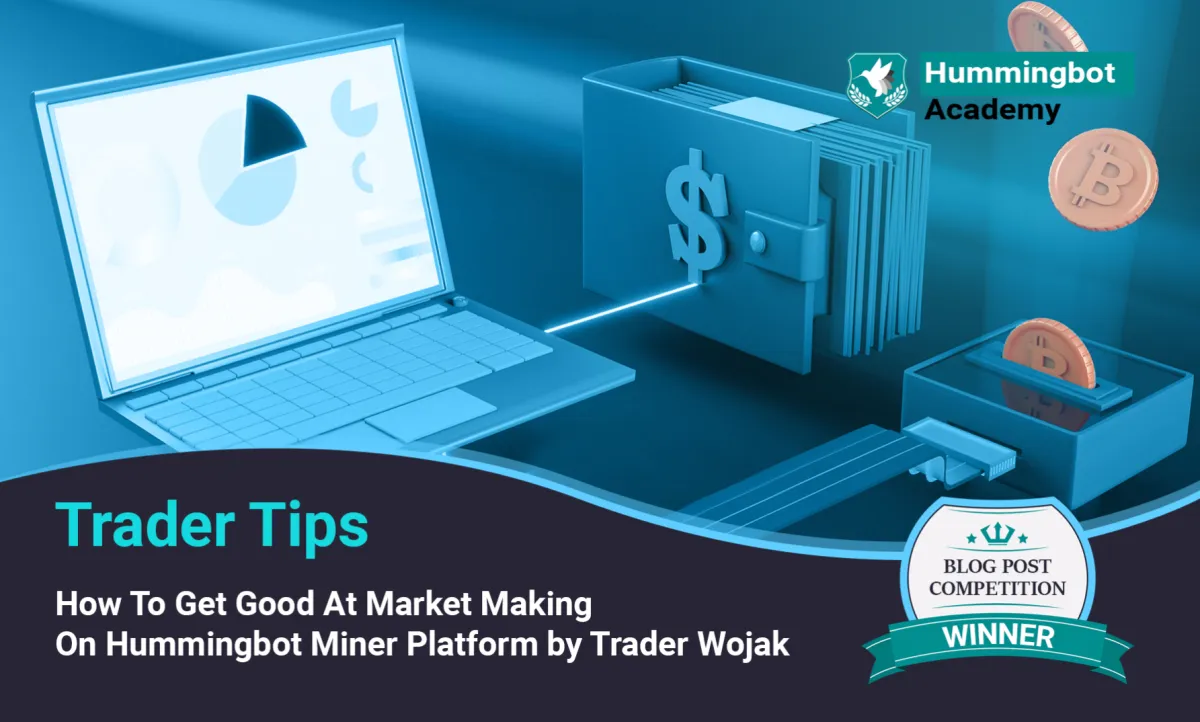 Hummingbot
Academy
$
Trader Tips
How To Get Good At Market Making
On Hummingbot Miner Platform by Trader Wojak
BLOG POST
COMPETITION
WINNER